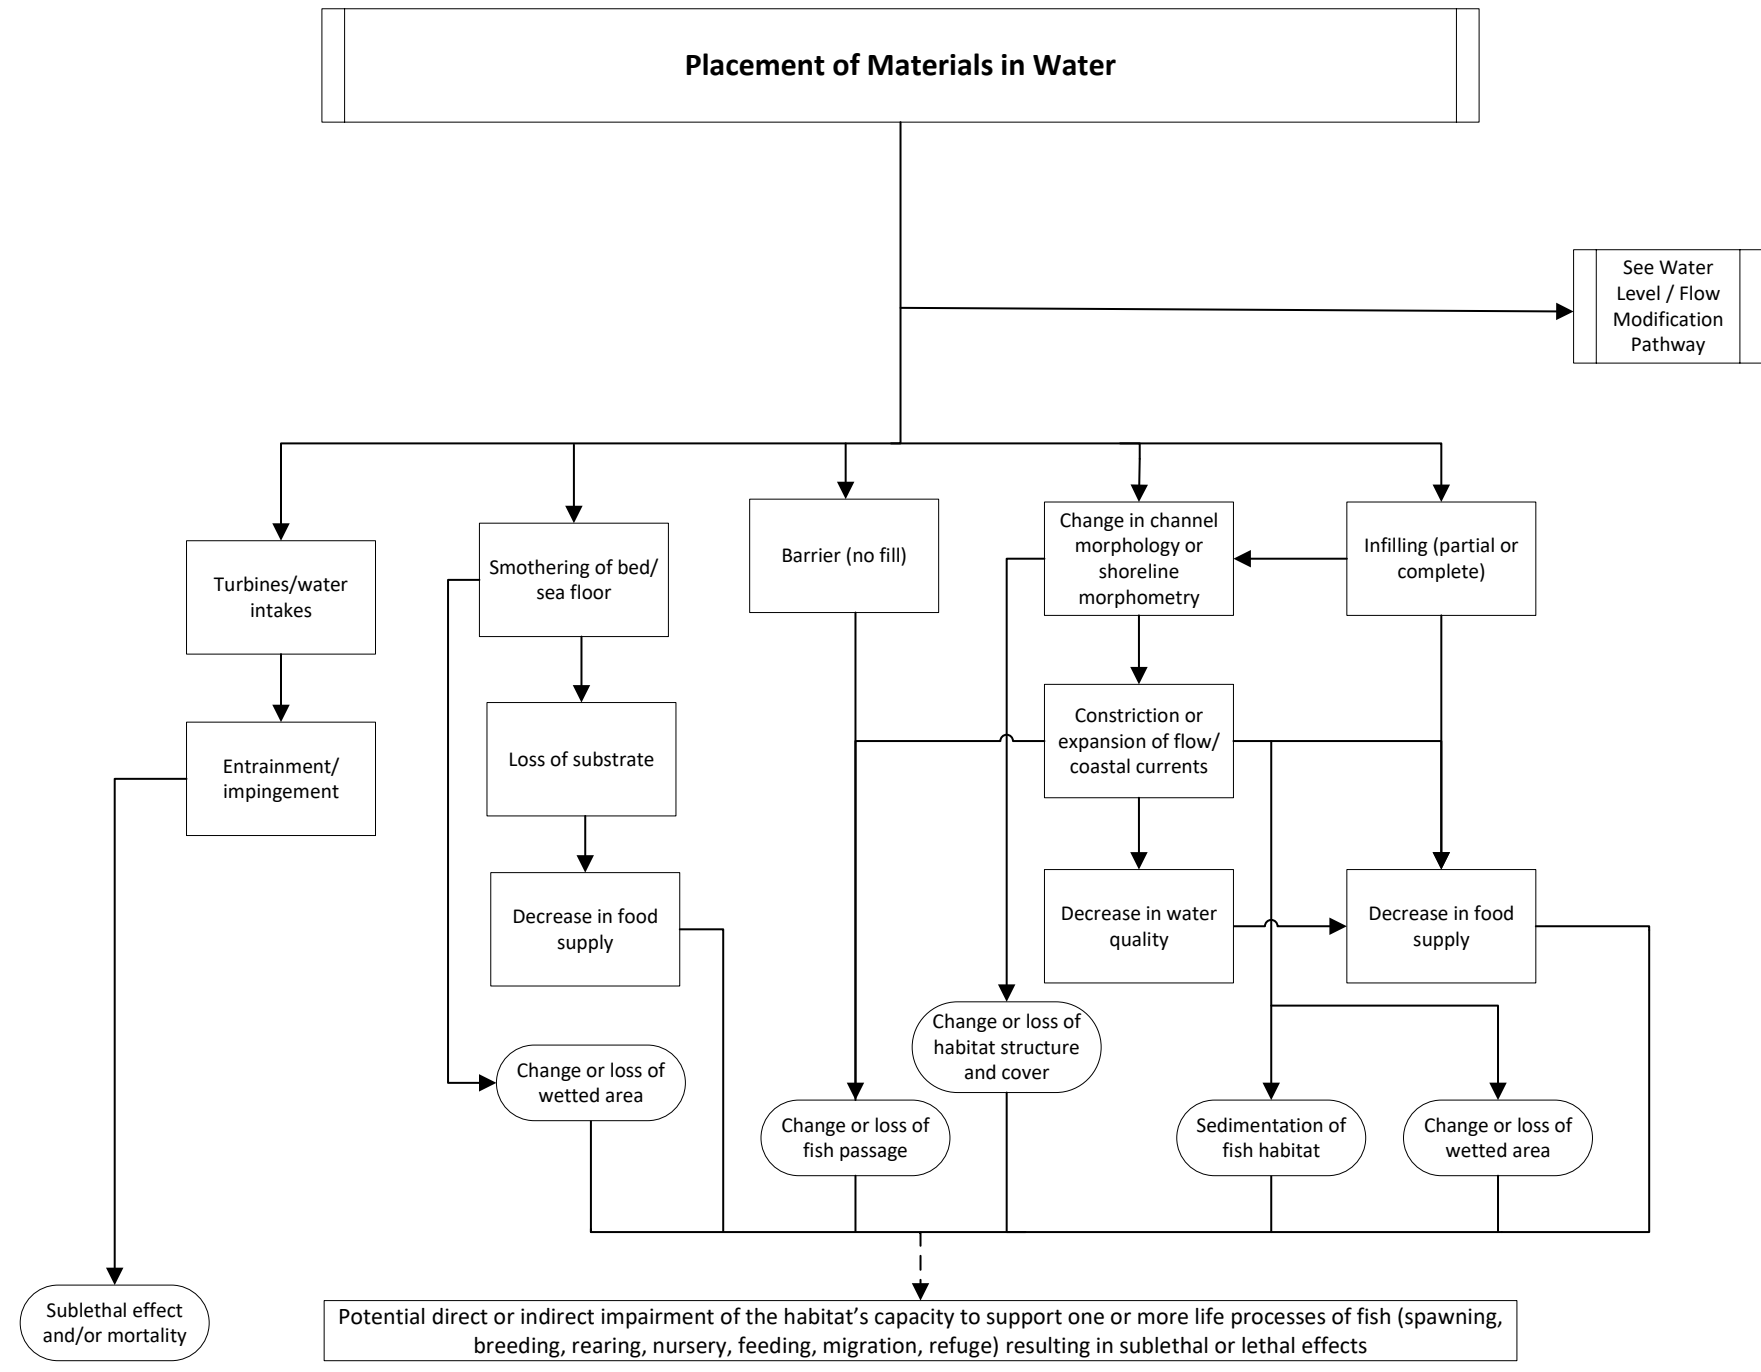 Placement of Materials in Water
See Water
Level / Flow
Modification
Pathway
Turbines/water
intakes
Smothering of bed/
sea floor
Barrier (no fill)
Change in channel
morphology or
shoreline
morphometry
Infilling (partial or
complete)
Entrainment/
impingement
Loss of substrate
Constriction or
expansion of flow/
coastal currents
Decrease in food
supply
Decrease in water
quality
Decrease in food
supply
Change or loss of
wetted area
Change or loss of
fish passage
Change or loss of
habitat structure
and cover
Sedimentation of
fish habitat
Change or loss of
wetted area
Sublethal effect
and/or mortality
Potential direct or indirect impairment of the habitat’s capacity to support one or more life processes of fish (spawning,
breeding, rearing, nursery, feeding, migration, refuge) resulting in sublethal or lethal effects